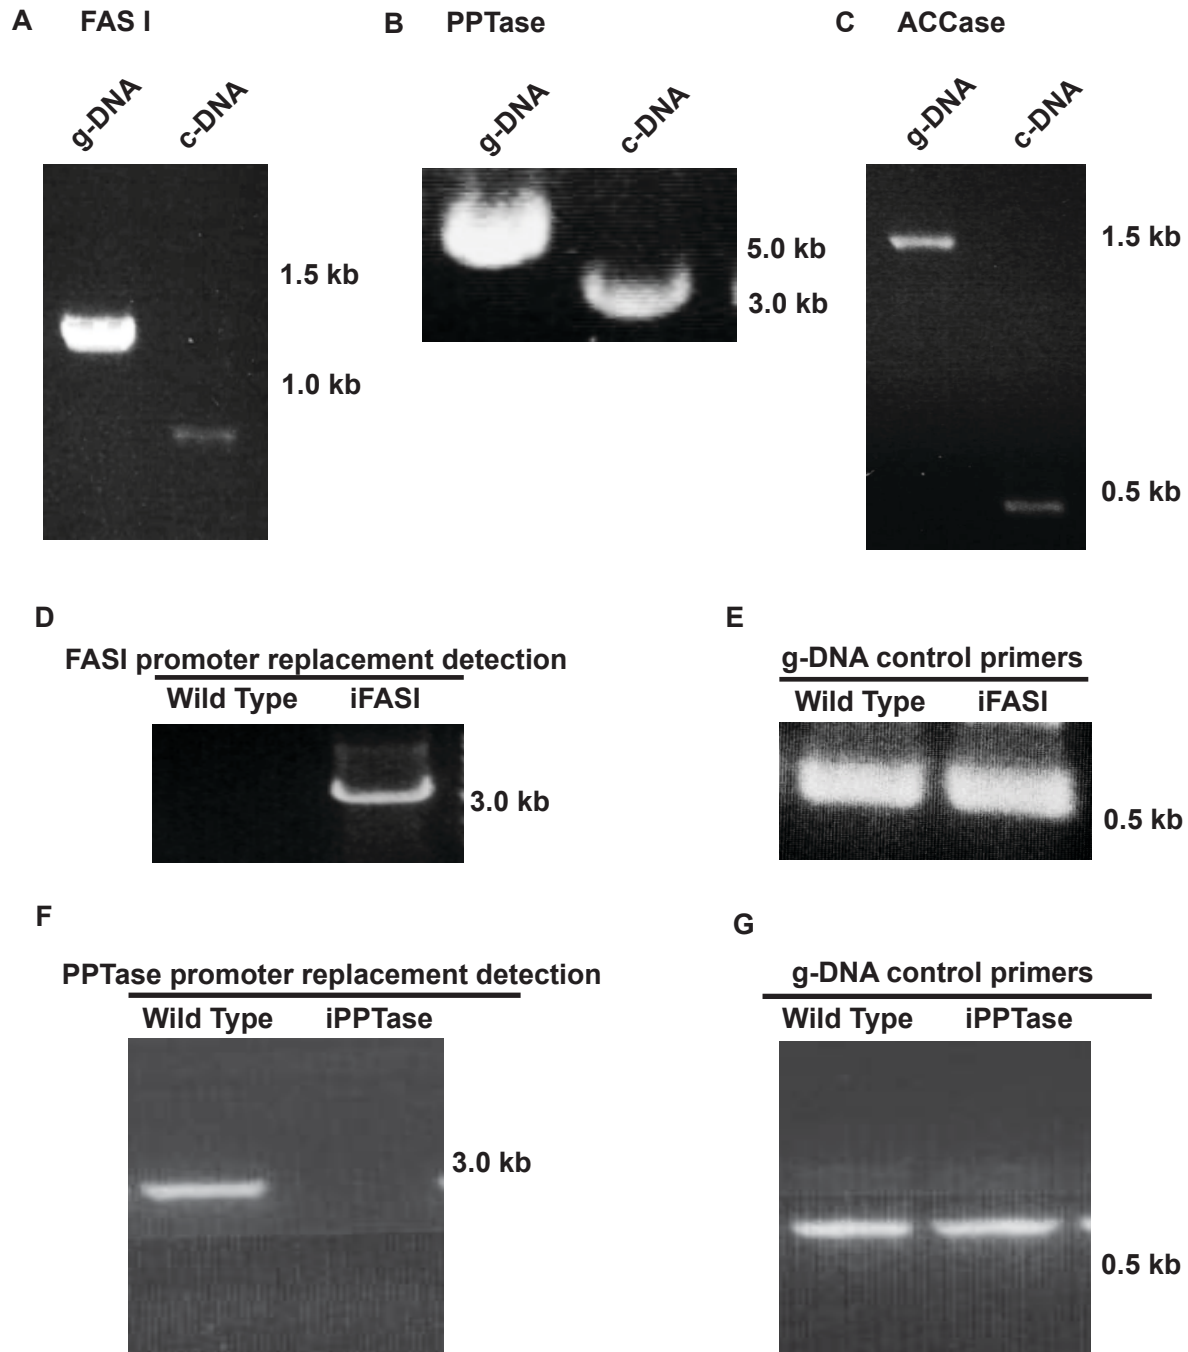 A FAS I
g-DNA
c-DNA
1.5 kb
1.0 kb
B PPTase
g-DNA
c-DNA
5.0 kb
3.0 kb
C ACCase
g-DNA
c-DNA
1.5 kb
0.5 kb
D
FASI promoter replacement detection
Wild Type iFASI
3.0 kb
E
g-DNA control primers
Wild Type iFASI
0.5 kb
F
PPTase promoter replacement detection
Wild Type iPPTase
3.0 kb
G
g-DNA control primers
Wild Type iPPTase
0.5 kb